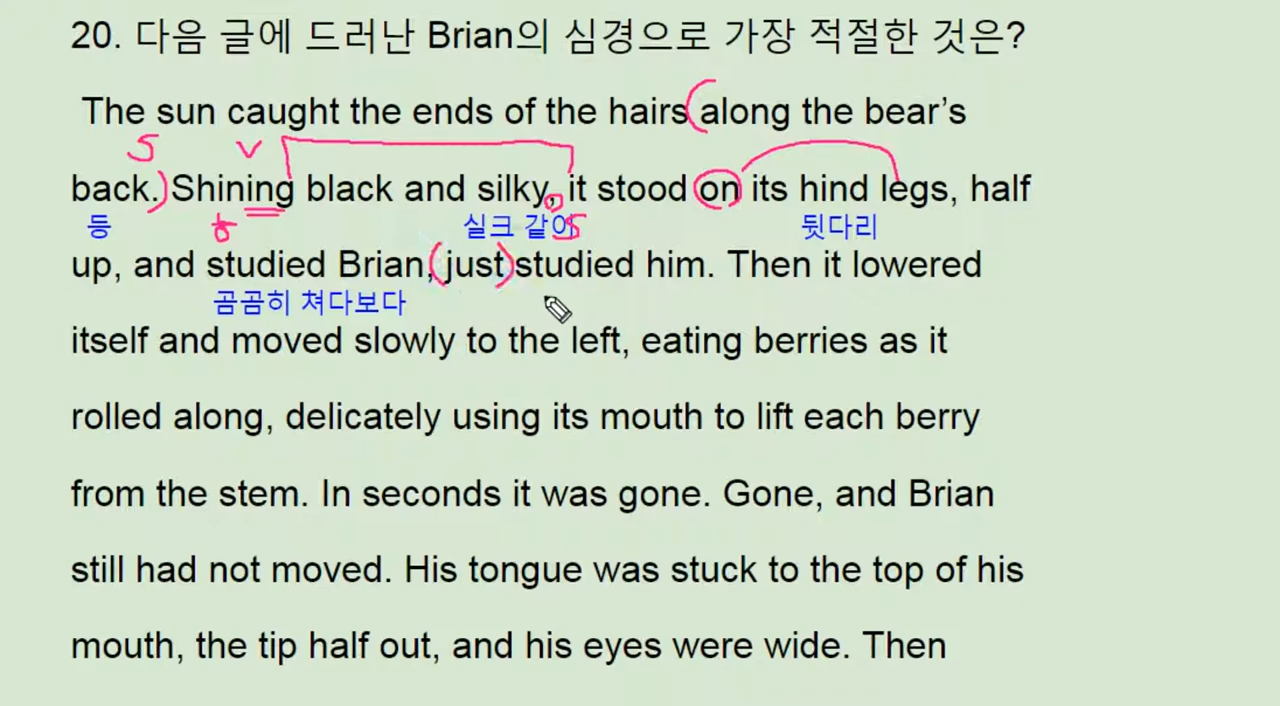 20. 다음 글에 드러난 Brian의 심경으로 가장 적절한 것은?
The sun caught the ends of the hairs along the bear’s
S V
back. Shining black and silky, it stood on its hind legs, half
등 실크 같이 S 뒷다리
up, and studied Brian, just studied him. Then it lowered
곰곰히 쳐다보다
itself and moved slowly to the left, eating berries as it
rolled along, delicately using its mouth to lift each berry
from the stem. In seconds it was gone. Gone, and Brian
still had not moved. His tongue was stuck to the top of his
mouth, the tip half out, and his eyes were wide. Then